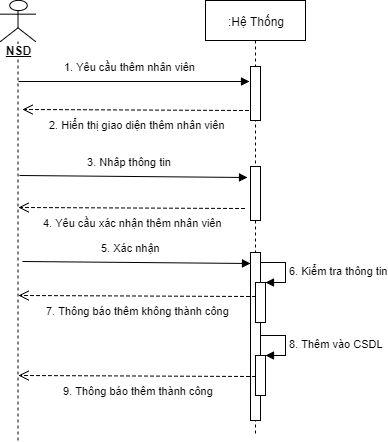 :Hệ Thống
NSD
1. Yêu cầu thêm nhân viên
2. Hiển thị giao diện thêm nhân viên
3. Nhâp thông tin
4. Yêu cầu xác nhận thêm nhân viên
5. Xác nhận
6. Kiểm tra thông tin
7. Thông báo thêm không thành công
8. Thêm vào CSDL
9. Thông báo thêm thành công